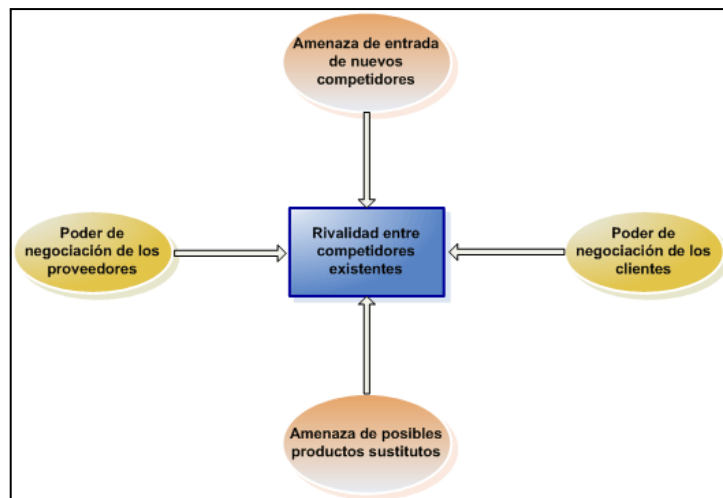 Amenaza de entrada
de nuevos
competidores
Poder de
negociación de los
proveedores
Rivalidad entre
competidores
existentes
Poder de
negociación de los
clientes
Amenaza de posibles
productos sustitutos